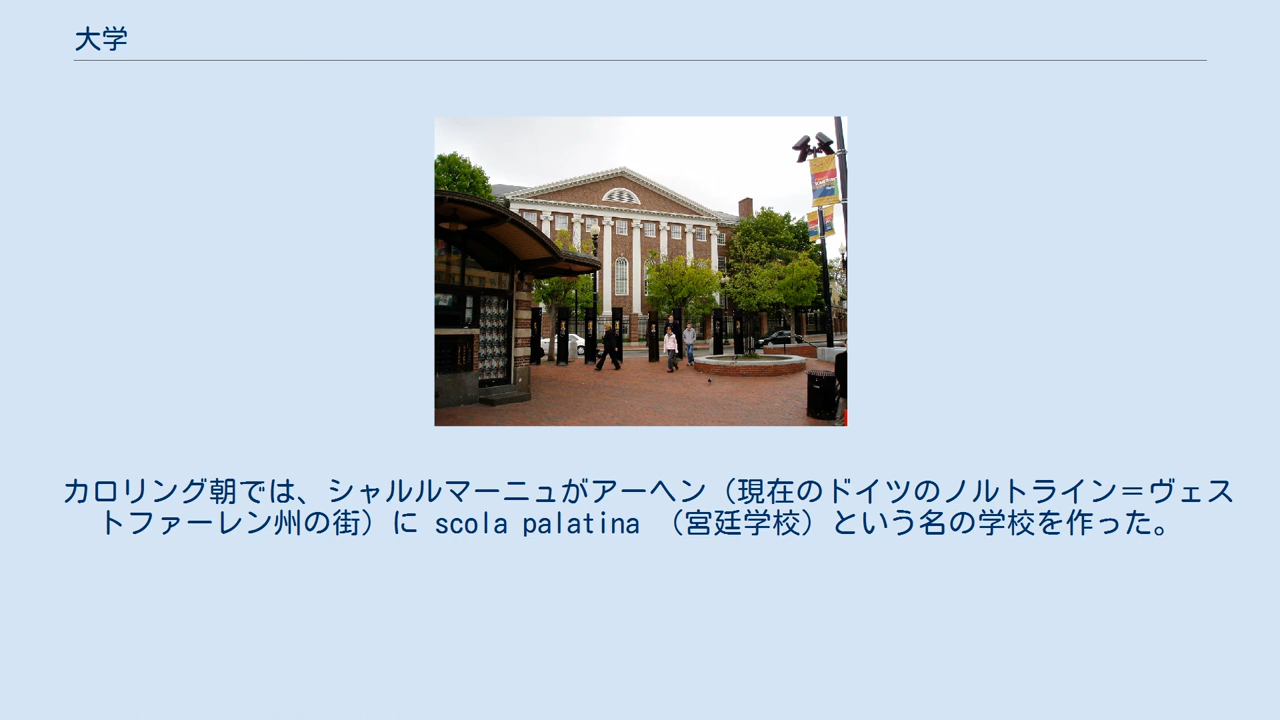 大学
カロリング朝では、シャルルマーニュがアーヘン（現在のドイツのノルトライン＝ヴェス
トファーレン州の街）に scola palatina （宮廷学校）という名の学校を作った。